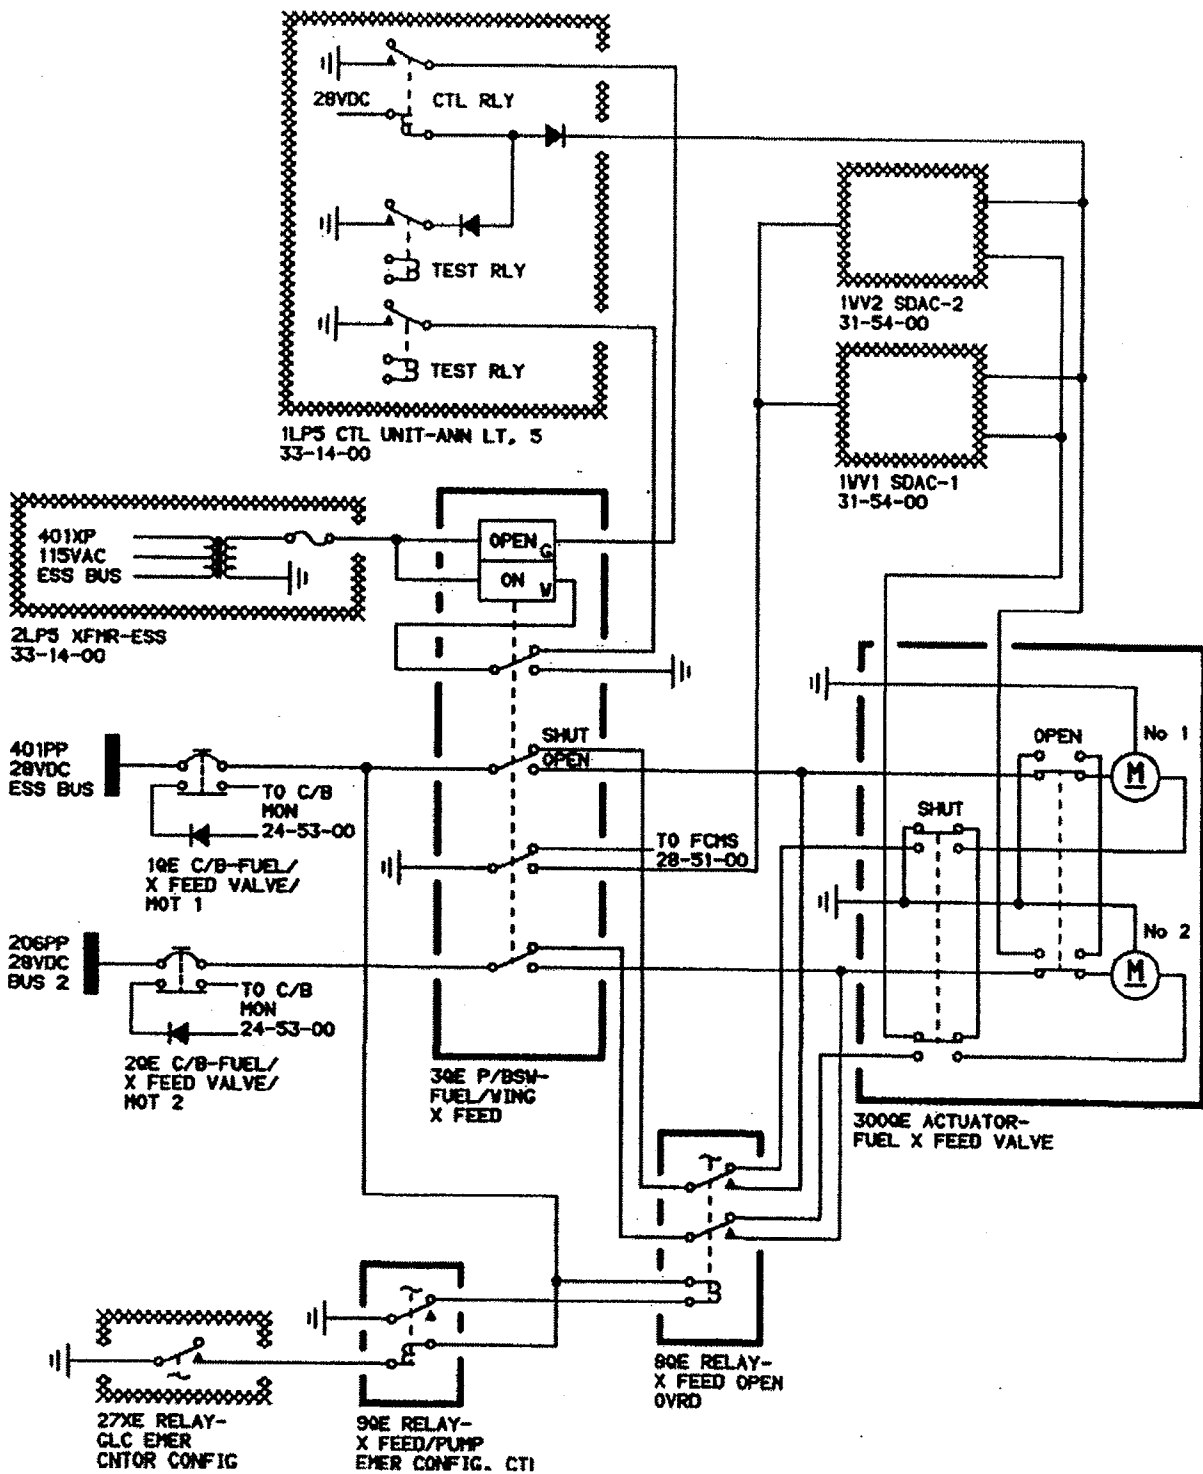 28VDC
CTL RLY
TEST RLY
TEST RLY
1LP5 CTL UNIT-ANN LT, 5
33-14-00
1VV2 SDAC-2
31-54-00
1VV1 SDAC-1
31-54-00
401XP
115VAC
ESS BUS
2LP5 XFMR-ESS
33-14-00
OPEN
G
ON
W
401PP
28VDC
ESS BUS
TO C/B
MON
24-53-00
1QE C/B-FUEL/
X FEED VALVE/
MOT 1
SHUT
OPEN
TO FCMS
28-51-00
206PP
28VDC
BUS 2
TO C/B
MON
24-53-00
2QE C/B-FUEL/
X FEED VALVE/
MOT 2
3QE P/BSW-
FUEL/WING
X FEED
OPEN
No 1
M
SHUT
No 2
M
300QE ACTUATOR-
FUEL X FEED VALVE
8QE RELAY-
X FEED OPEN
OVRD
27XE RELAY-
GLC EMER
CNTOR CONFIG
9QE RELAY-
X FEED/PUMP
EMER CONFIG. CTL